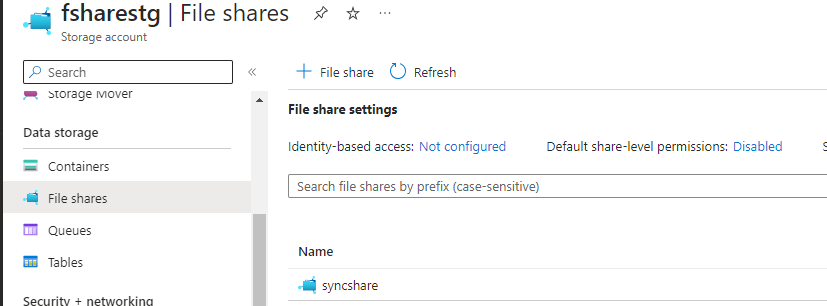 fsharestg | File shares
Storage account
Search
File share
Refresh
Storage Mover
File share settings
Data storage
Identity-based access: Not configured
Default share-level permissions: Disabled
S
Containers
File shares
Search file shares by prefix (case-sensitive)
Queues
Tables
Name
syncshare
Security + networking